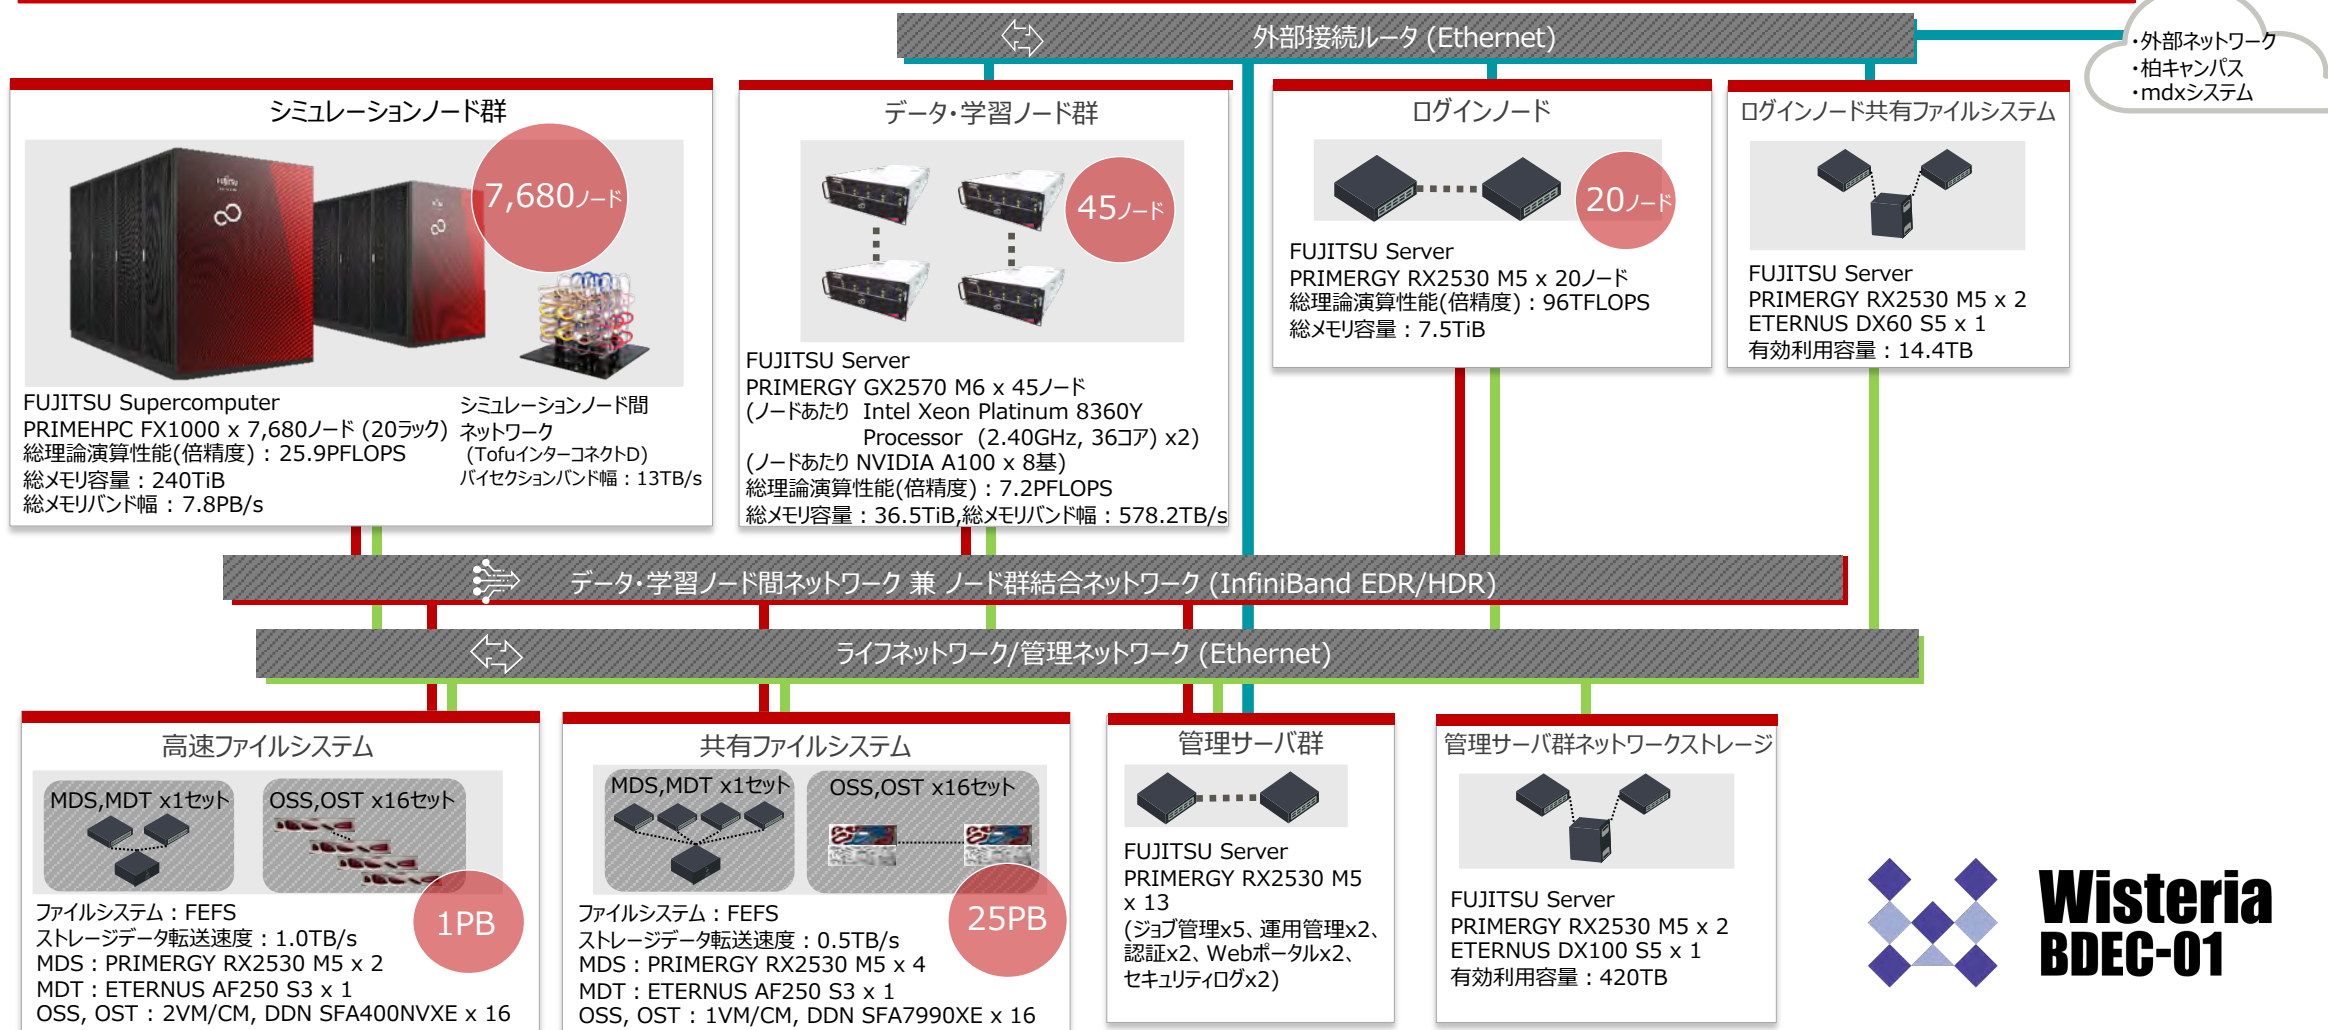 外部接続ルータ (Ethernet)
・外部ネットワーク
・柏キャンパス
・mdxシステム
シミュレーションノード群
7,680ノード
FUJITSU Supercomputer
PRIMEHPC FX1000 x 7,680ノード (20ラック)
総理論演算性能(倍精度) : 25.9PFLOPS
総メモリ容量 : 240TiB
総メモリバンド幅 : 7.8PB/s
シミュレーションノード間
ネットワーク
(TofuインターコネクトD)
バイセクションバンド幅 : 13TB/s
データ・学習ノード群
45ノード
FUJITSU Server
PRIMERGY GX2570 M6 x 45ノード
(ノードあたり Intel Xeon Platinum 8360Y
Processor (2.40GHz, 36コア) x2)
(ノードあたり NVIDIA A100 x 8基)
総理論演算性能(倍精度) : 7.2PFLOPS
総メモリ容量 : 36.5TiB,総メモリバンド幅 : 578.2TB/s
ログインノード
20ノード
FUJITSU Server
PRIMERGY RX2530 M5 x 20ノード
総理論演算性能(倍精度) : 96TFLOPS
総メモリ容量 : 7.5TiB
ログインノード共有ファイルシステム
FUJITSU Server
PRIMERGY RX2530 M5 x 2
ETERNUS DX60 S5 x 1
有効利用容量 : 14.4TB
データ・学習ノード間ネットワーク 兼 ノード群結合ネットワーク (InfiniBand EDR/HDR)
ライフネットワーク/管理ネットワーク (Ethernet)
高速ファイルシステム
MDS,MDT x1セット
OSS,OST x16セット
1PB
ファイルシステム : FEFS
ストレージデータ転送速度 : 1.0TB/s
MDS : PRIMERGY RX2530 M5 x 2
MDT : ETERNUS AF250 S3 x 1
OSS, OST : 2VM/CM, DDN SFA400NVXE x 16
共有ファイルシステム
MDS,MDT x1セット
OSS,OST x16セット
25PB
ファイルシステム : FEFS
ストレージデータ転送速度 : 0.5TB/s
MDS : PRIMERGY RX2530 M5 x 4
MDT : ETERNUS AF250 S3 x 1
OSS, OST : 1VM/CM, DDN SFA7990XE x 16
管理サーバ群
FUJITSU Server
PRIMERGY RX2530 M5
x 13
(ジョブ管理x5、運用管理x2、
認証x2、Webポータルx2、
セキュリティログx2)
管理サーバ群ネットワークストレージ
FUJITSU Server
PRIMERGY RX2530 M5 x 2
ETERNUS DX100 S5 x 1
有効利用容量 : 420TB
Wisteria
BDEC-01